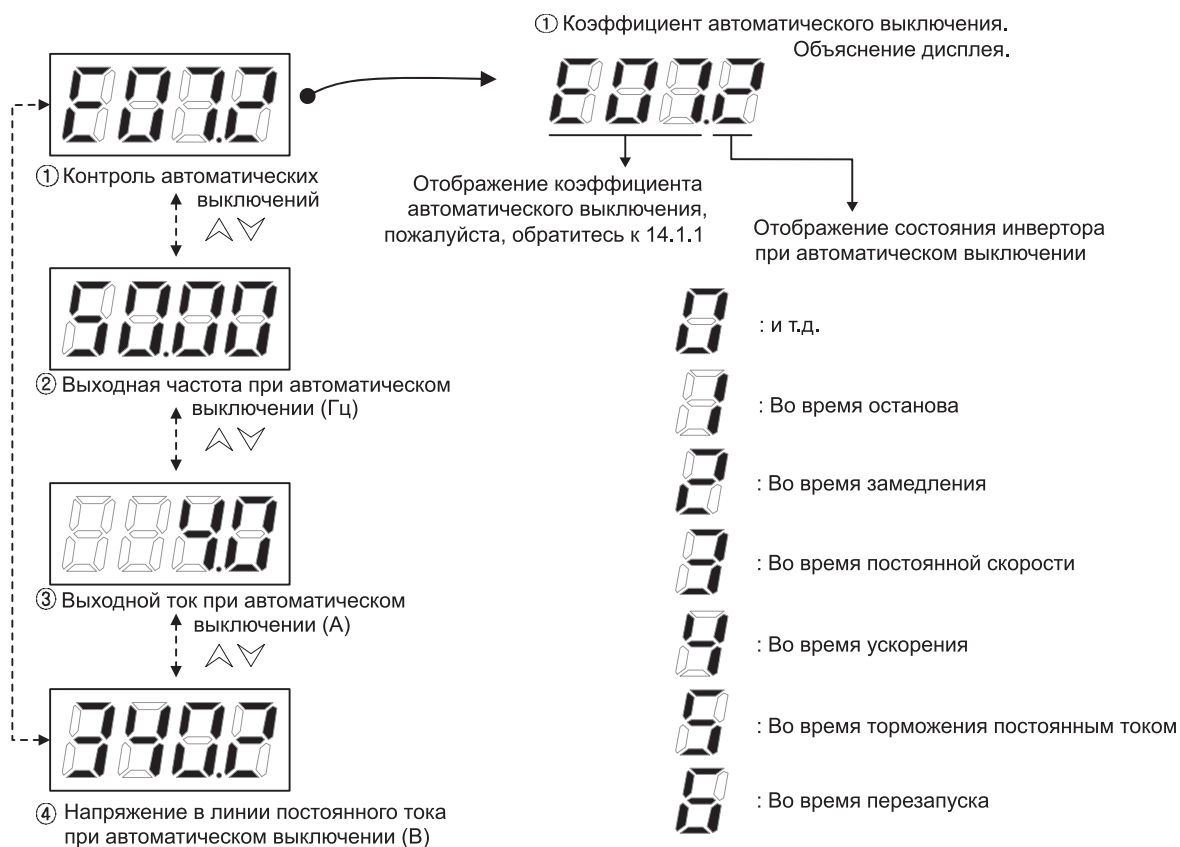 E07.2
① Контроль автоматических
выключений
50.00
② Выходная частота при автоматическом
выключении (Гц)
4.0
③ Выходной ток при автоматическом
выключении (А)
340.2
④ Напряжение в линии постоянного тока
при автоматическом выключении (В)
① Коэффициент автоматического выключения.
Объяснение дисплея.
E07.2
Отображение коэффициента
автоматического выключения,
пожалуйста, обратитесь к 14.1.1
Отображение состояния инвертора
при автоматическом выключении
0 : и т.д.
1 : Во время останова
2 : Во время замедления
3 : Во время постоянной скорости
4 : Во время ускорения
5 : Во время торможения постоянным током
6 : Во время перезапуска